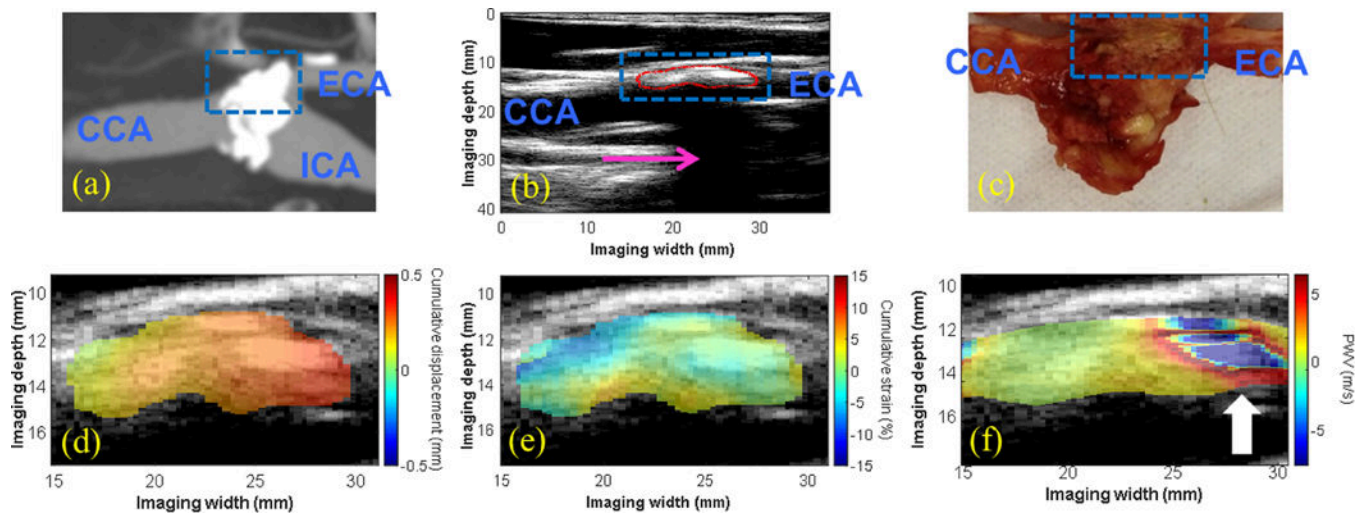 ECA
CCA
ICA
(a)
0
10
20
30
40
Imaging depth (mm)
0
10
20
30
Imaging width (mm)
CCA
ECA
(b)
CCA
ECA
(c)
10
12
14
16
Imaging depth (mm)
15
20
25
30
Imaging width (mm)
0.5
0
-0.5
Cumulative displacement (mm)
(d)
10
12
14
16
Imaging depth (mm)
15
20
25
30
Imaging width (mm)
15
10
5
0
-5
-10
-15
Cumulative strain (%)
(e)
10
12
14
16
Imaging depth (mm)
15
20
25
30
Imaging width (mm)
5
0
-5
PWV (m/s)
(f)